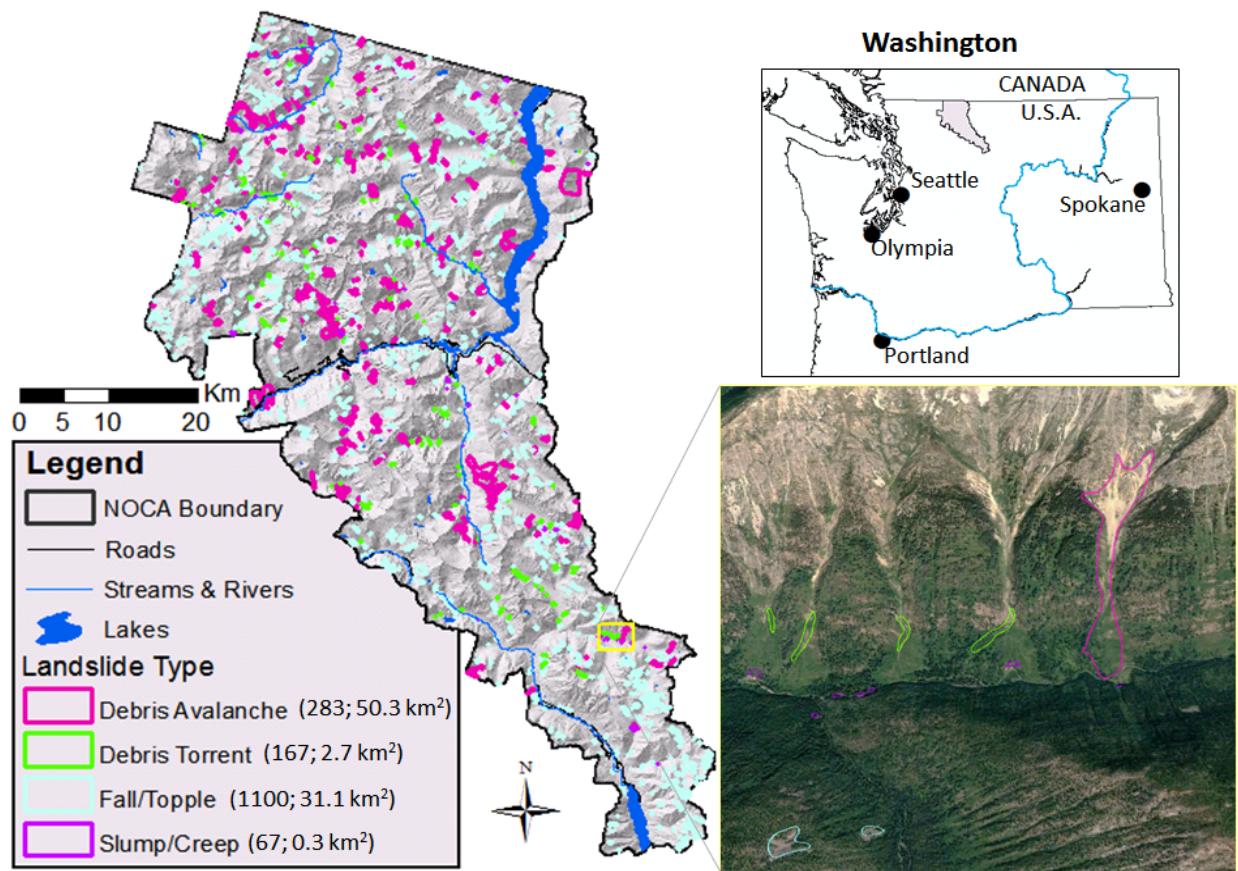 Washington
CANADA
U.S.A.
Seattle
Spokane
Olympia
Portland
Km
0 5 10 20
Legend
NOCA Boundary
Roads
Streams & Rivers
Lakes
Landslide Type
Debris Avalanche (283; 50.3 km²)
Debris Torrent (167; 2.7 km²)
Fall/Topple (1100; 31.1 km²)
Slump/Creep (67; 0.3 km²)
N